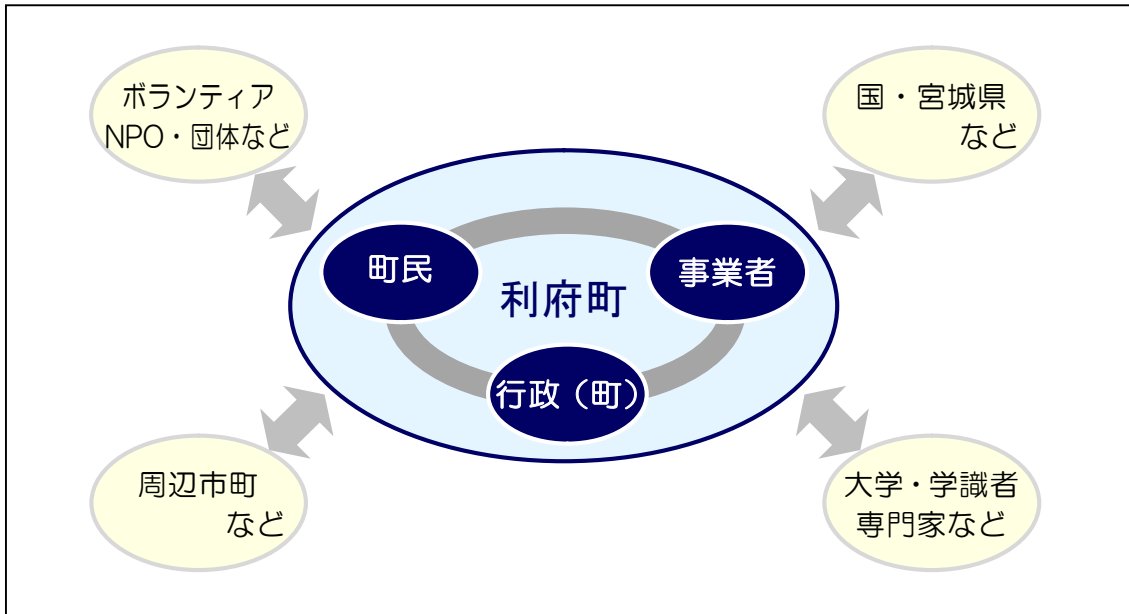 ボランティア
NPO・団体など
国・宮城県
など
町民
事業者
利府町
行政（町）
周辺市町
など
大学・学識者
専門家など